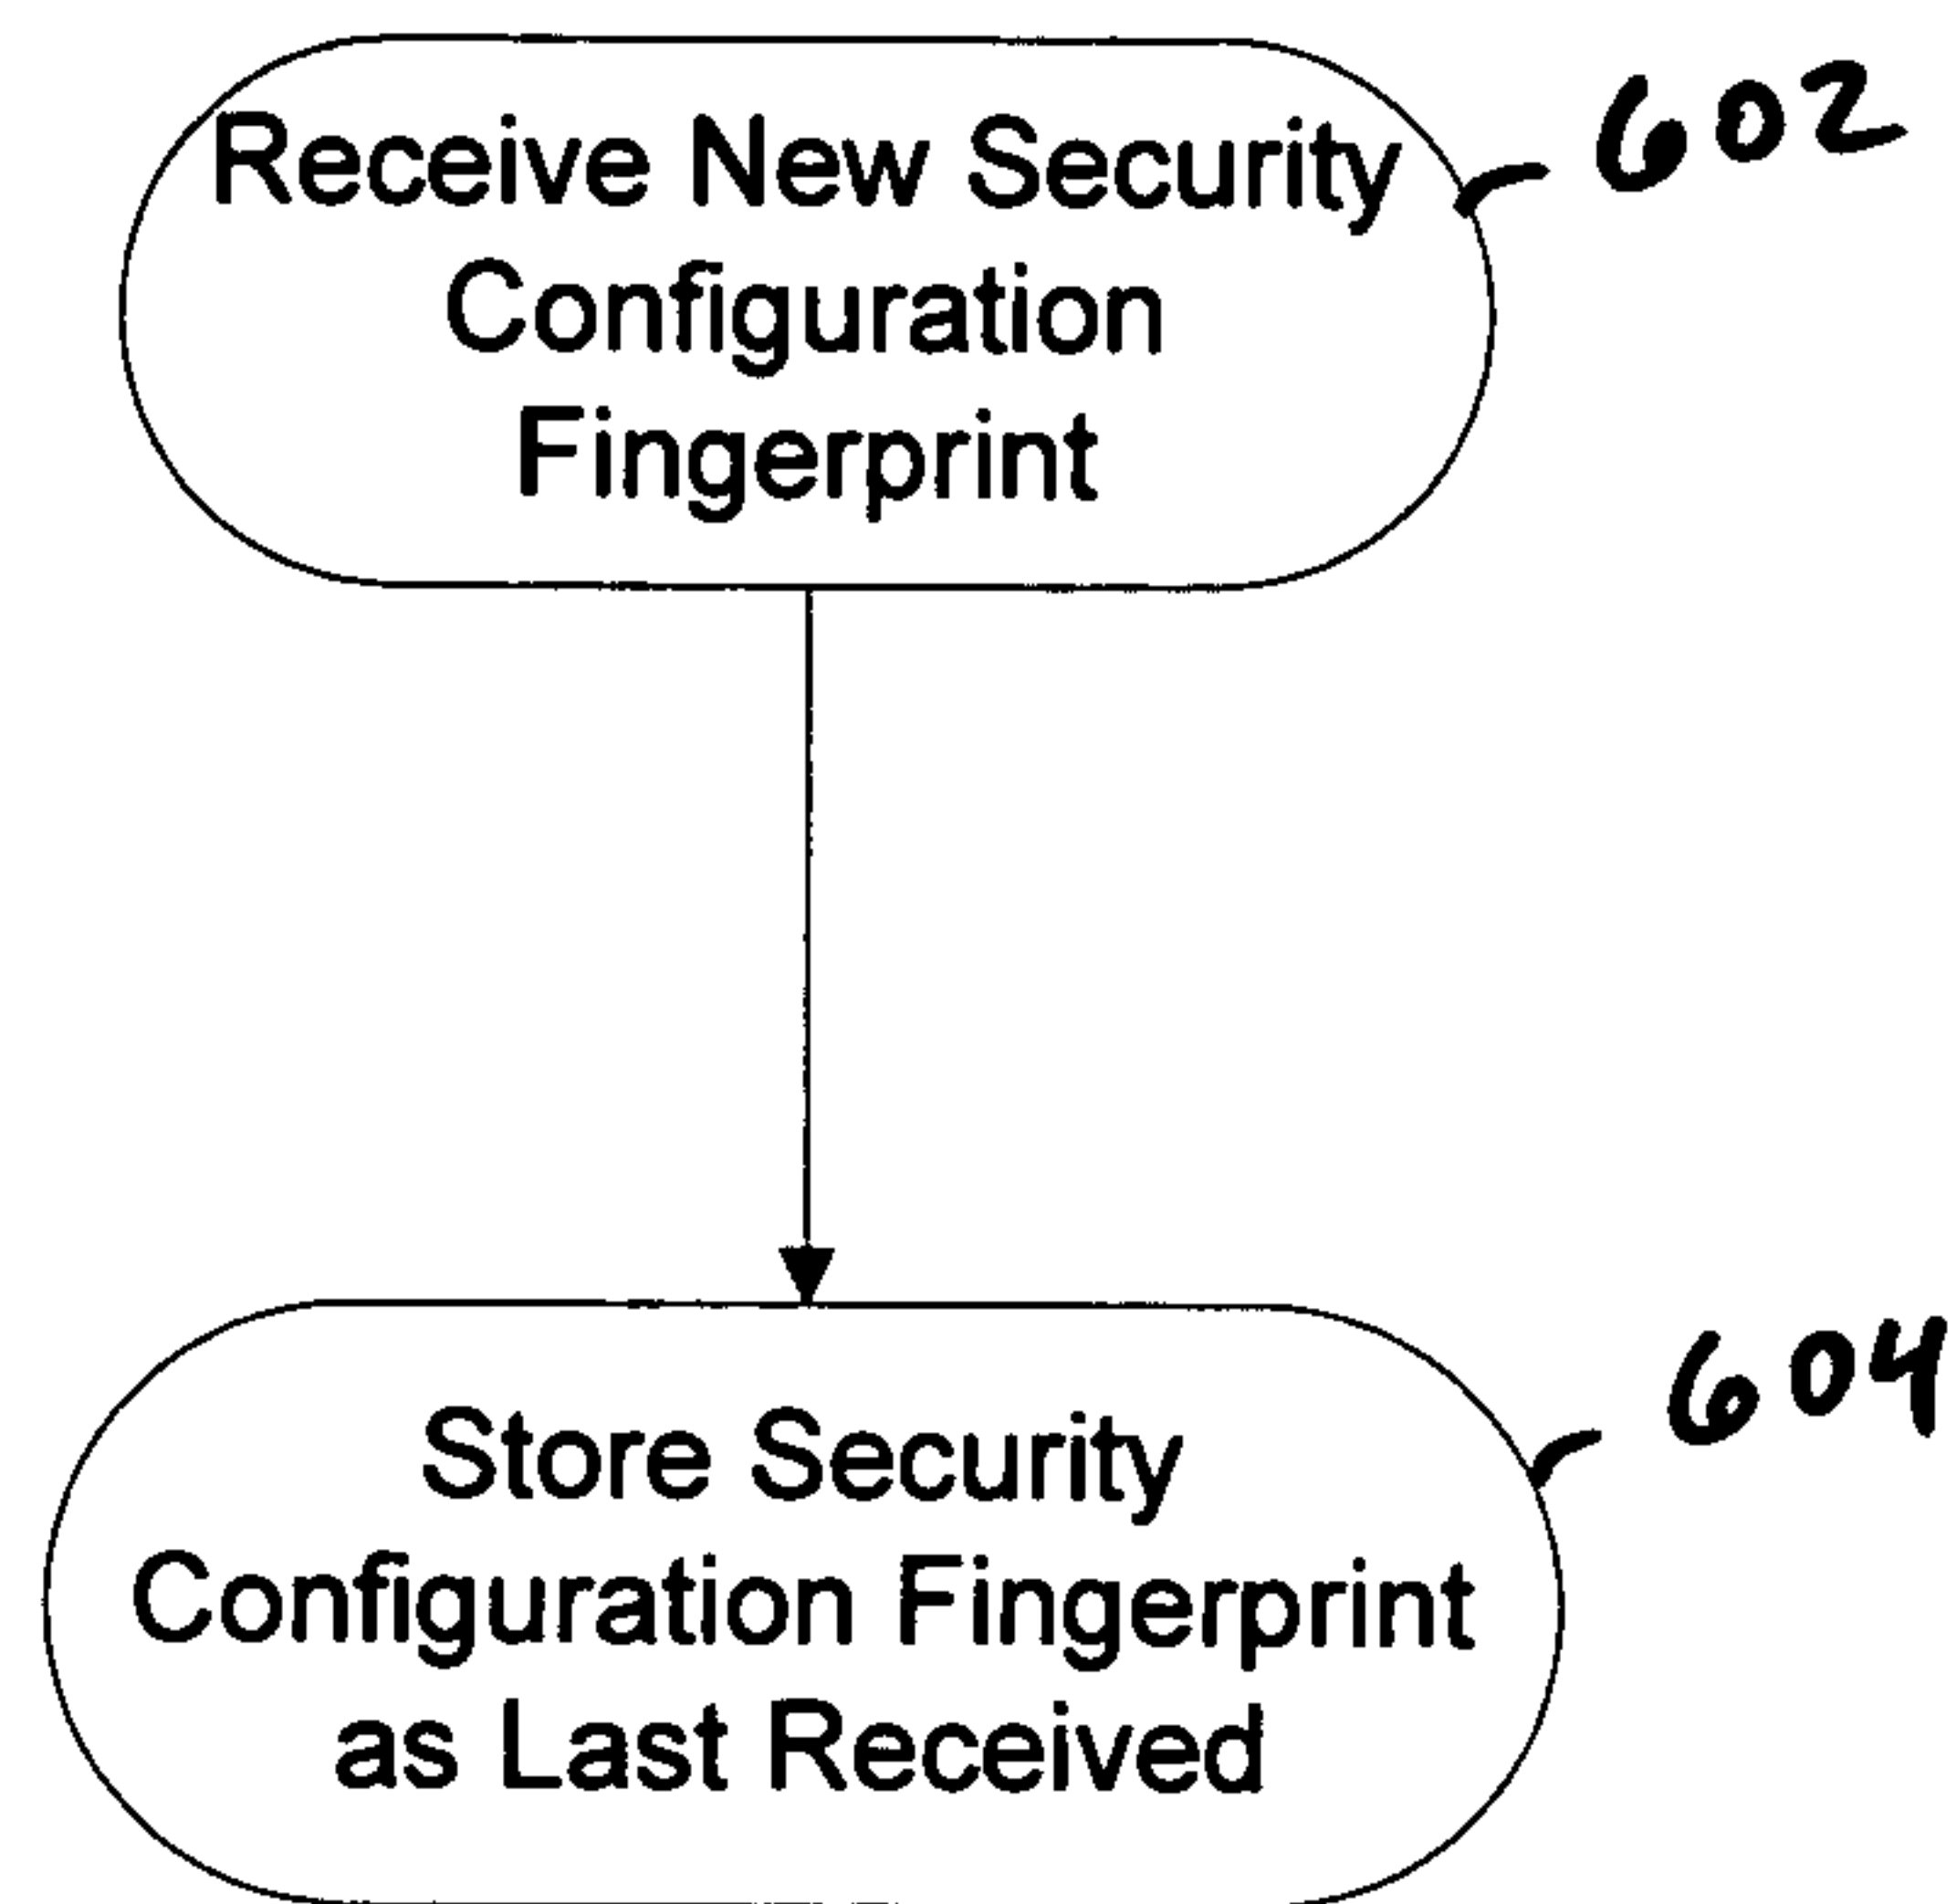 Receive New Security
602
Configuration
Fingerprint
Store Security
604
Configuration Fingerprint
as Last Received